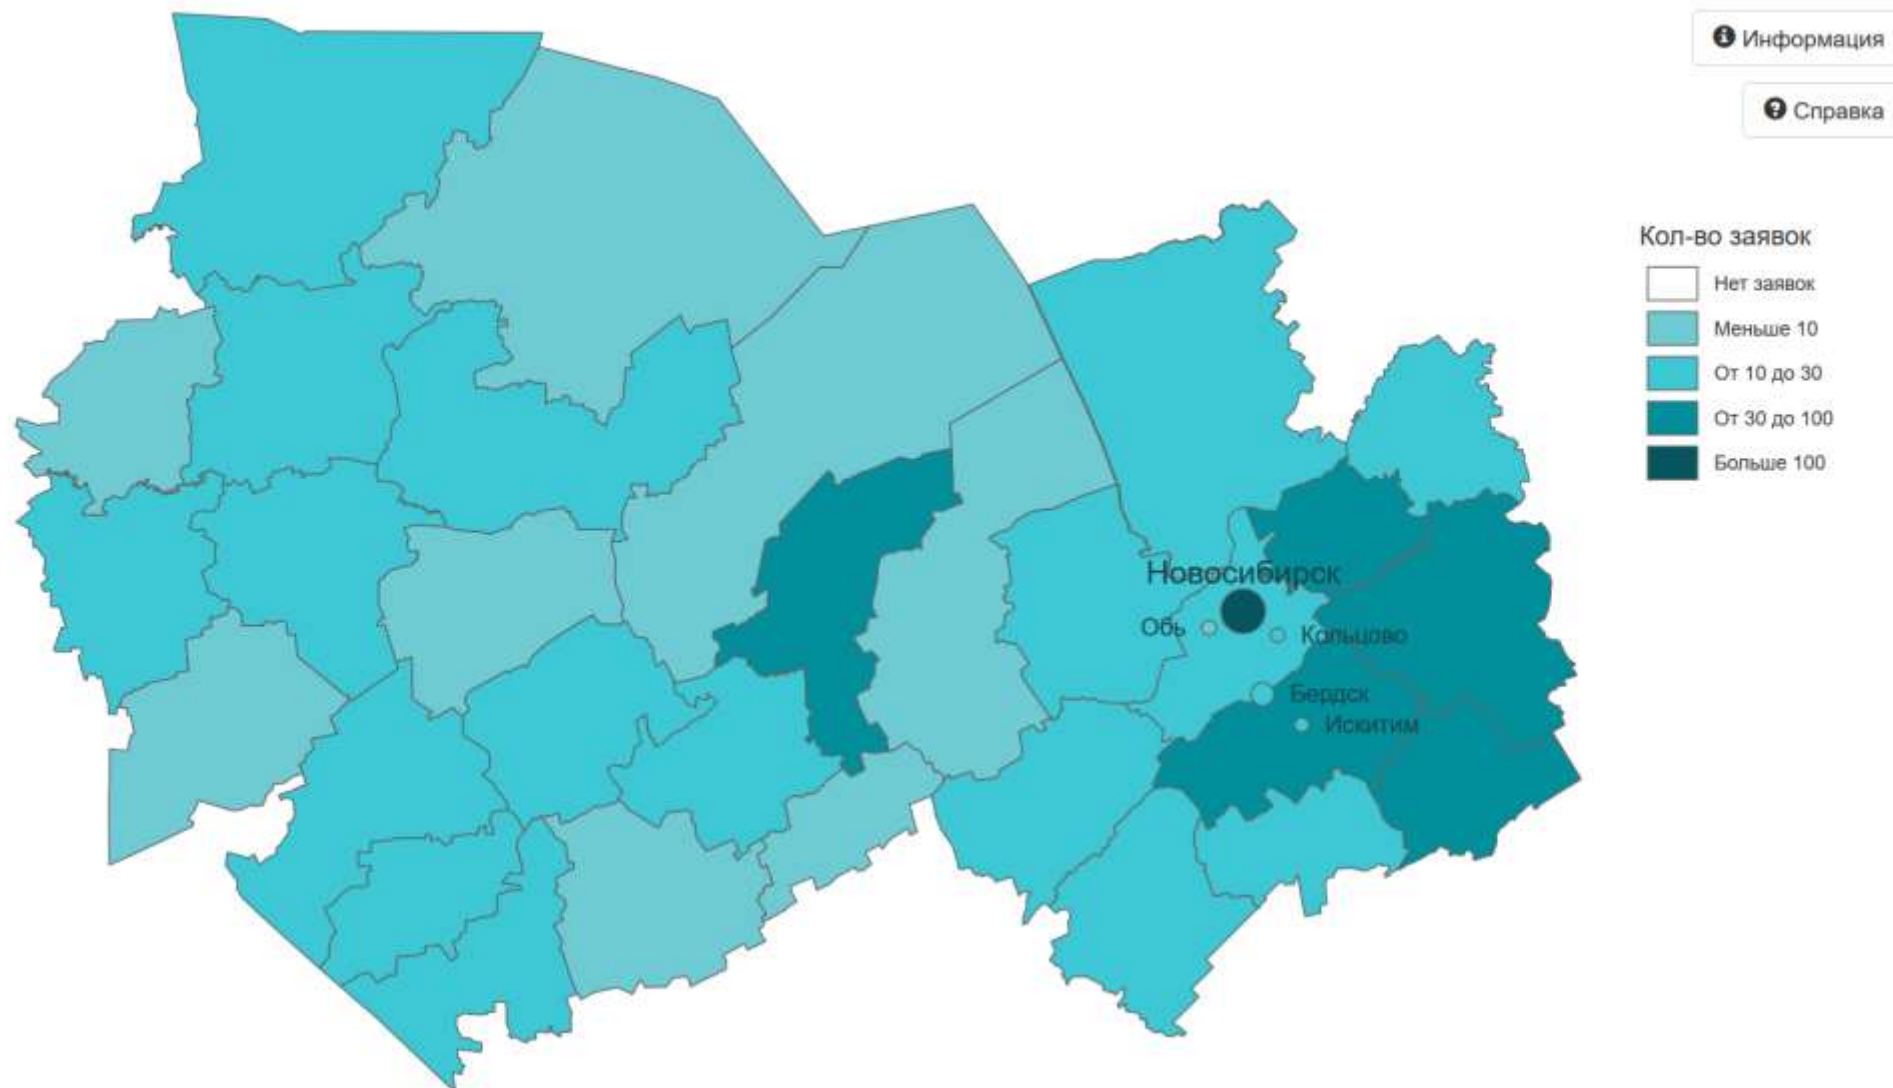 Информация
Справка
Кол-во заявок
Нет заявок
Меньше 10
От 10 до 30
От 30 до 100
Больше 100
Новосибирск
Обь
Кольцово
Бердск
Искитим